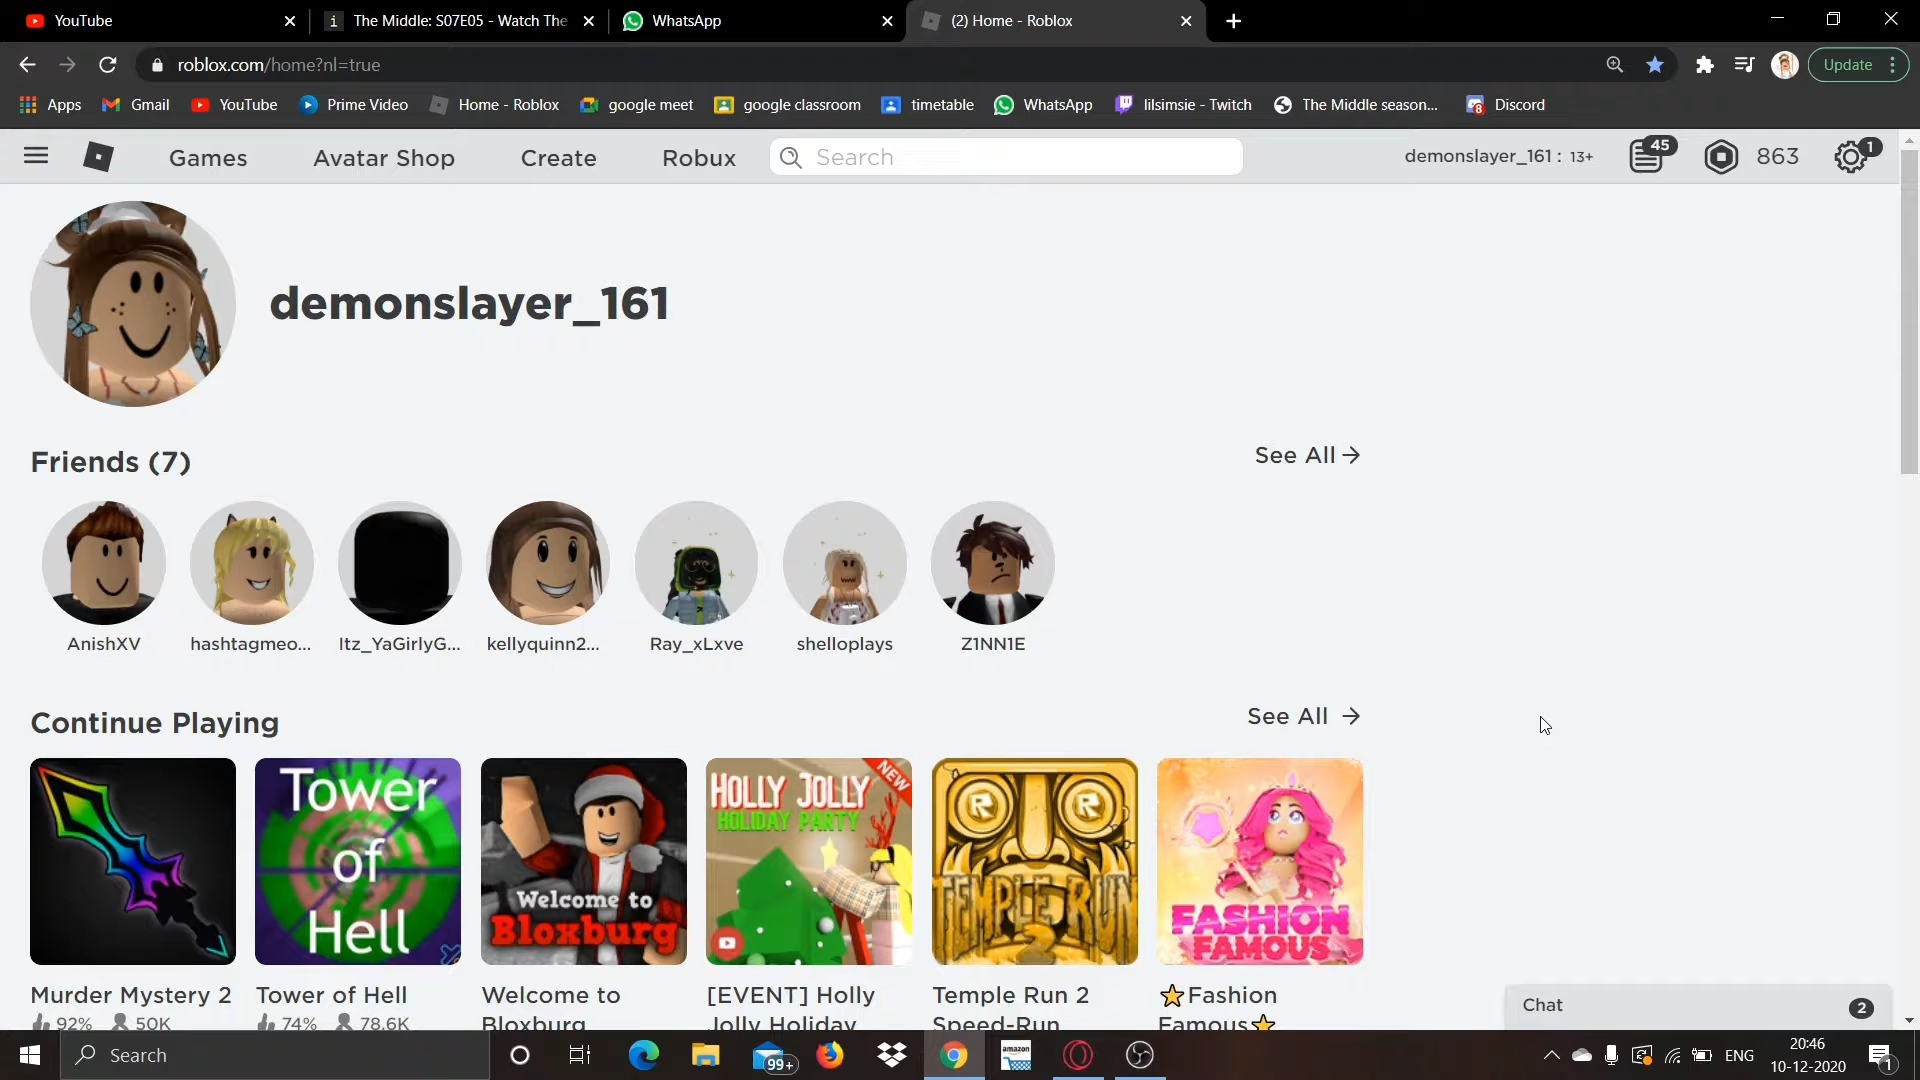 YouTube
The Middle: S07E05 - Watch The
WhatsApp
(2) Home - Roblox
roblox.com/home?nl=true
Update
Apps
Gmail
YouTube
Prime Video
Home - Roblox
google meet
google classroom
timetable
WhatsApp
lilsimsie - Twitch
The Middle season...
Discord
Games
Avatar Shop
Create
Robux
Search
demonslayer_161 : 13+
45
863
1
demonslayer_161
Friends (7)
See All
AnishXV
hashtagmeo...
Itz_YaGirlyG...
kellyquinn2...
Ray_xLxve
shelloplays
Z1NN1E
Continue Playing
See All
Tower
of
Hell
Welcome to
Bloxburg
HOLLY JOLLY
HOLIDAY PARTY
NEW
TEMPLE RUN
2
FASHION
FAMOUS
Murder Mystery 2
92% 50K
Tower of Hell
74% 78.6K
Welcome to
Bloxburg
[EVENT] Holly
Jolly Holiday
Temple Run 2
Speed-Run
⭐Fashion
Famous⭐
Chat
2
Search
99+
amazon
ENG
20:46
10-12-2020
1